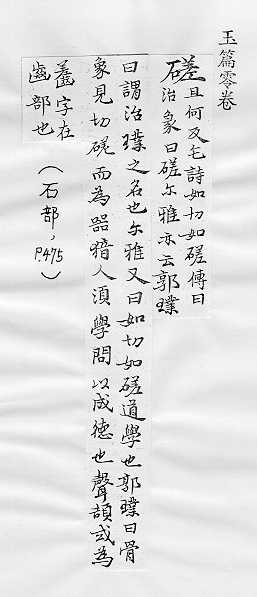 玉篇零卷
磋且何反毛詩如切如磋傳曰
治象曰磋尒雅亦云郭璞
曰謂治璞之名也尒雅又曰如切如磋道學也郭璞曰骨
象見切磋而為器喻人須學問以成德也聲類或為
䰈字在
齒部也
（石部，P.475）